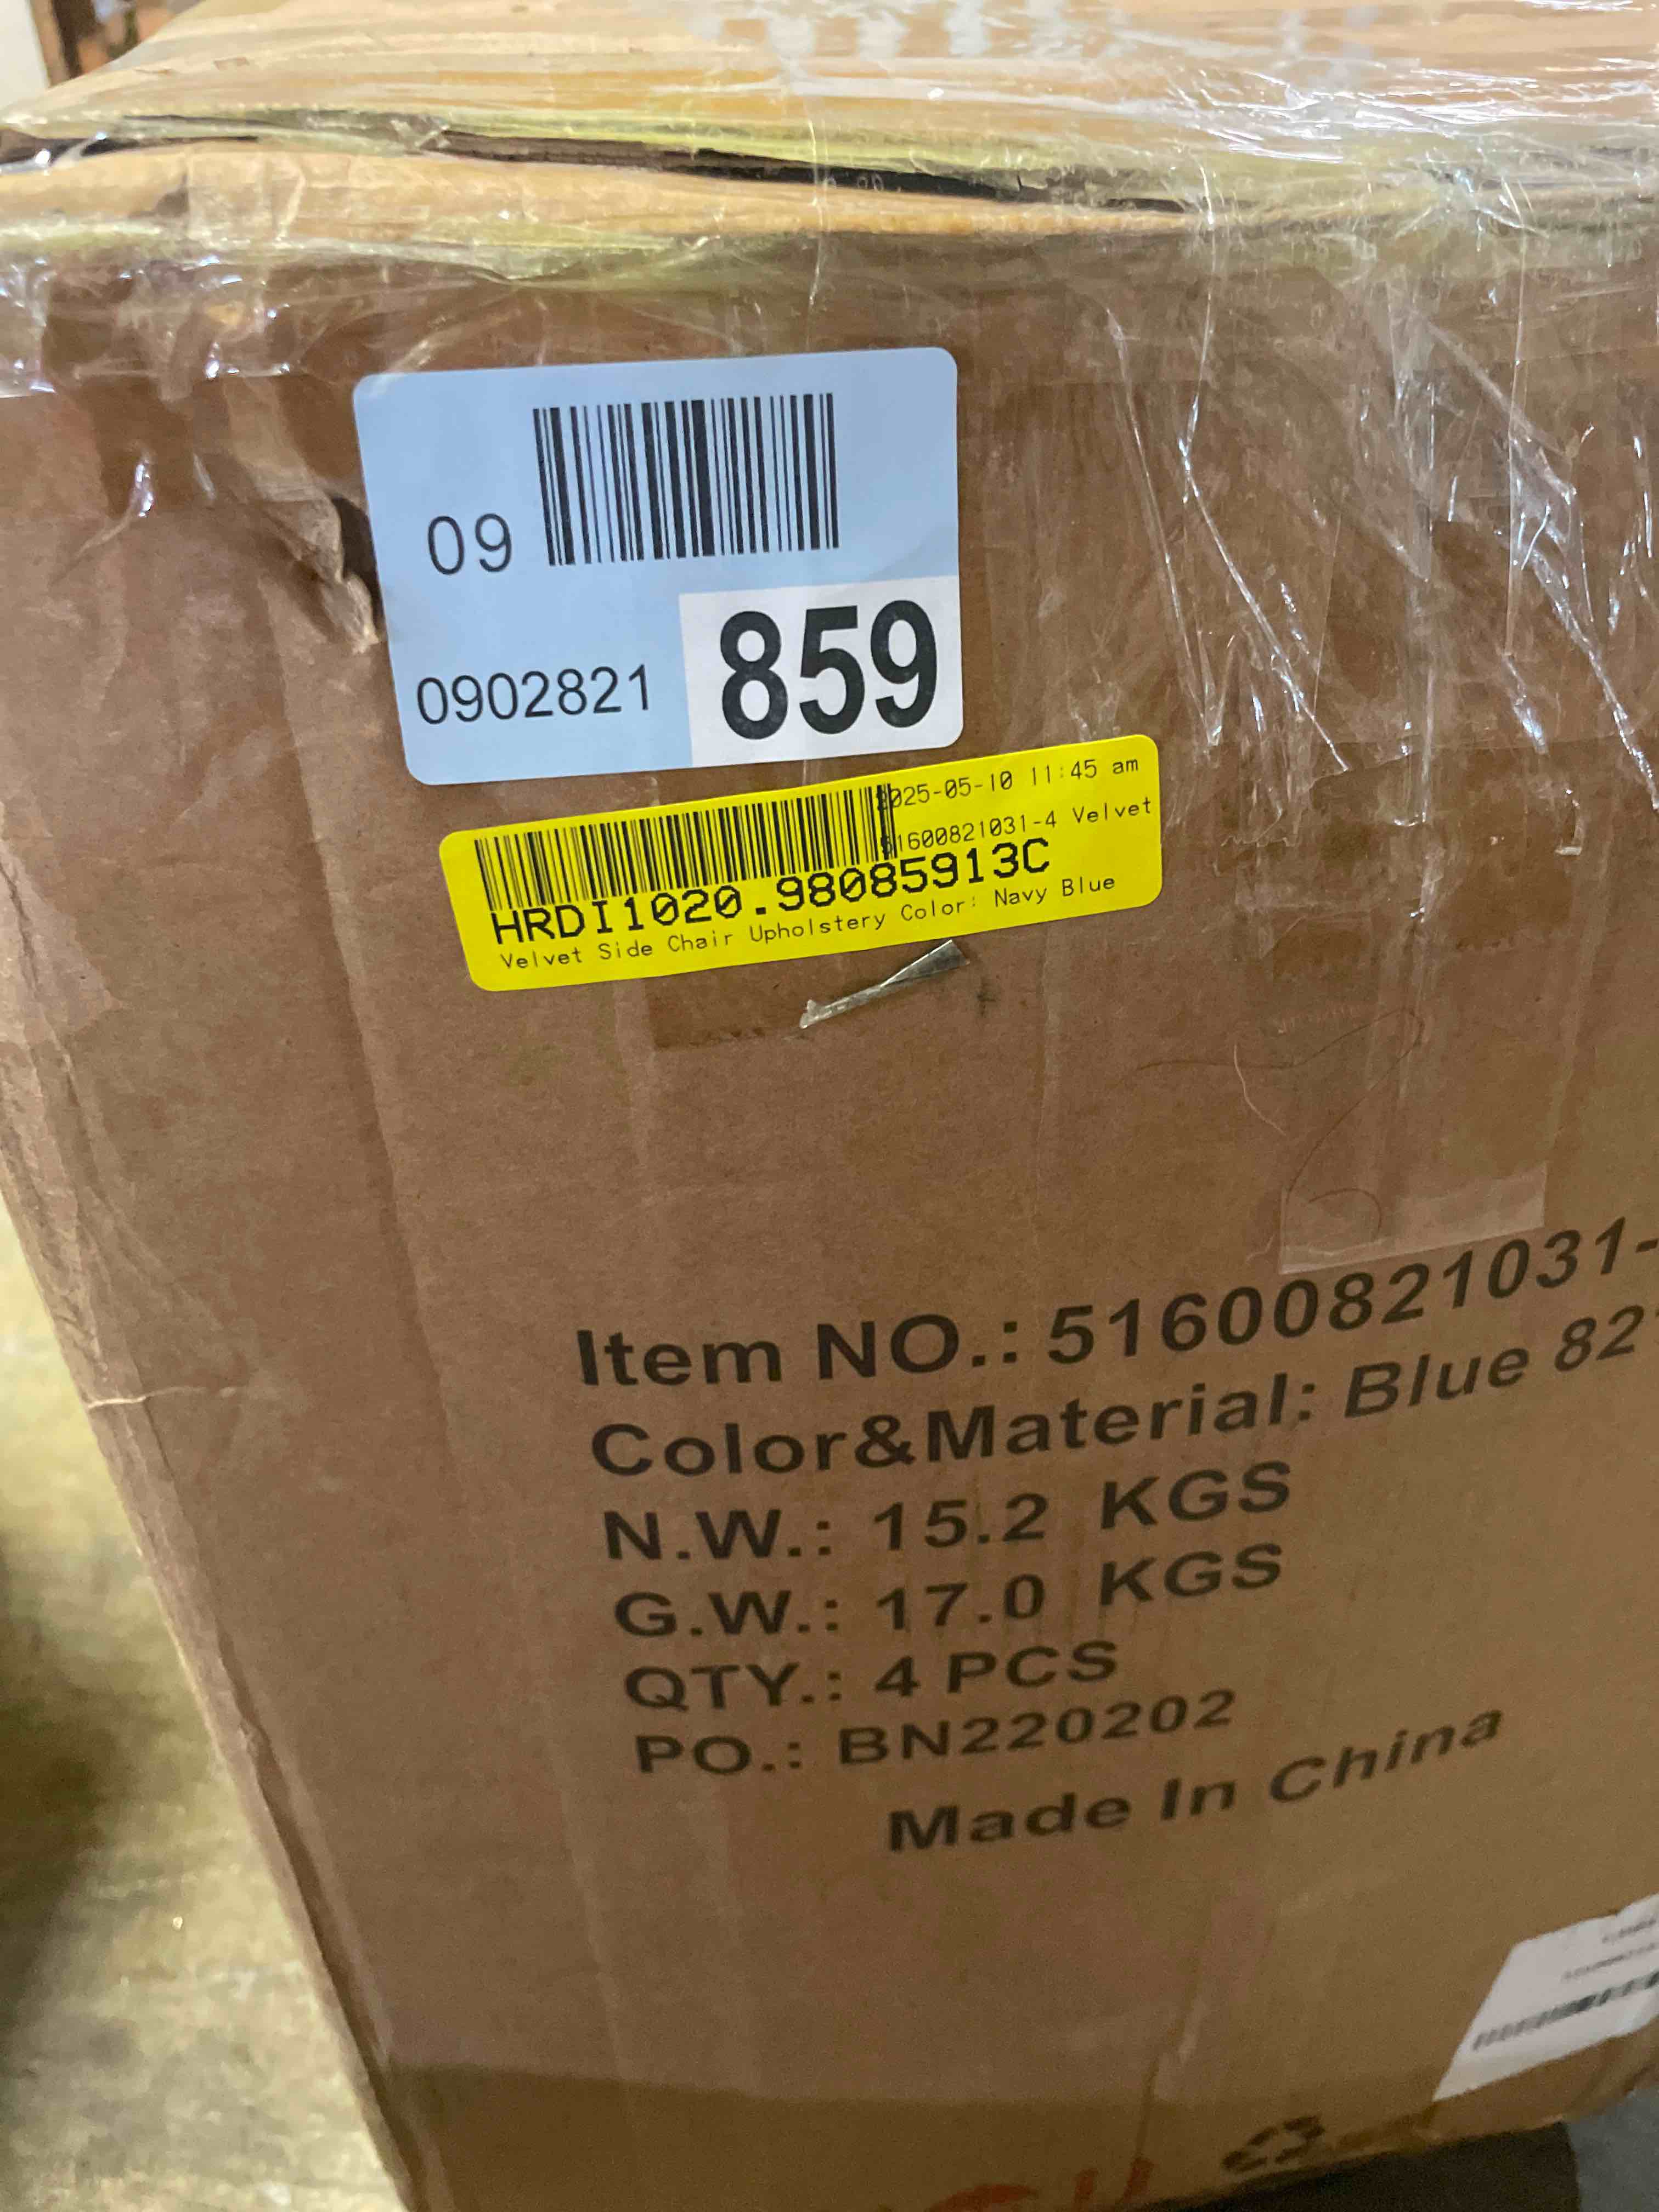 09
0902821
859
2025-05-10 11:45 am
51600821031-4 Velvet
HRDI1020.98085913C
Velvet Side Chair Upholstery Color: Navy Blue
Item NO.: 51600821031-
Color&Material: Blue 82
N.W.: 15.2 KGS
G.W.: 17.0 KGS
QTY.: 4 PCS
PO.: BN220202
Made In China